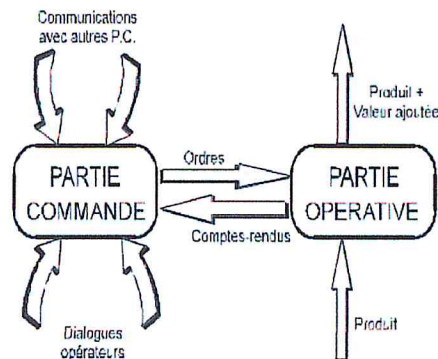 Communications
avec autres P.C.
Produit +
Valeur ajoutée
Ordres
PARTIE
COMMANDE
PARTIE
OPERATIVE
Comptes-rendus
Dialogues
opérateurs
Produit